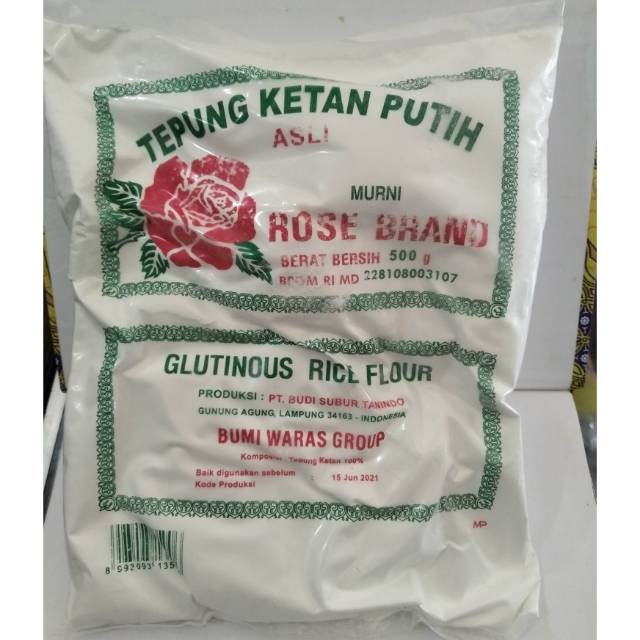 TEPUNG KETAN PUTIH
ASLI
MURNI
ROSE BRAND
BERAT BERSIH 500 g
BPOM RI MD 228108003107
GLUTINOUS RICE FLOUR
PRODUKSI : PT. BUDI SUBUR TANINDO
GUNUNG AGUNG, LAMPUNG 34163 - INDONESIA
BUMI WARAS GROUP
Komposisi : Tepung Ketan 100%
Baik digunakan sebelum : 15 Jun 2021
Kode Produksi
MP